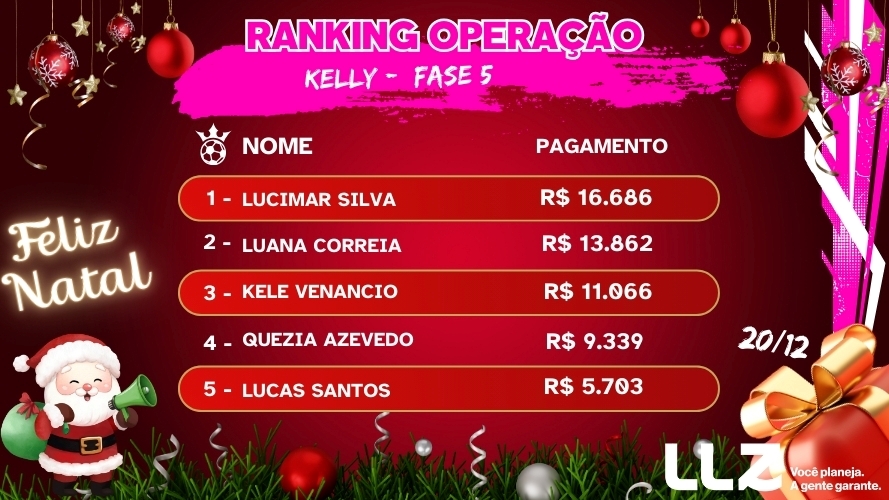 RANKING OPERAÇÃO
KELLY - FASE 5
NOME PAGAMENTO
1 - LUCIMAR SILVA R$ 16.686
2 - LUANA CORREIA R$ 13.862
3 - KELE VENANCIO R$ 11.066
4 - QUEZIA AZEVEDO R$ 9.339
5 - LUCAS SANTOS R$ 5.703
Feliz
Natal
20/12
LLZ
Você planeja.
A gente garante.